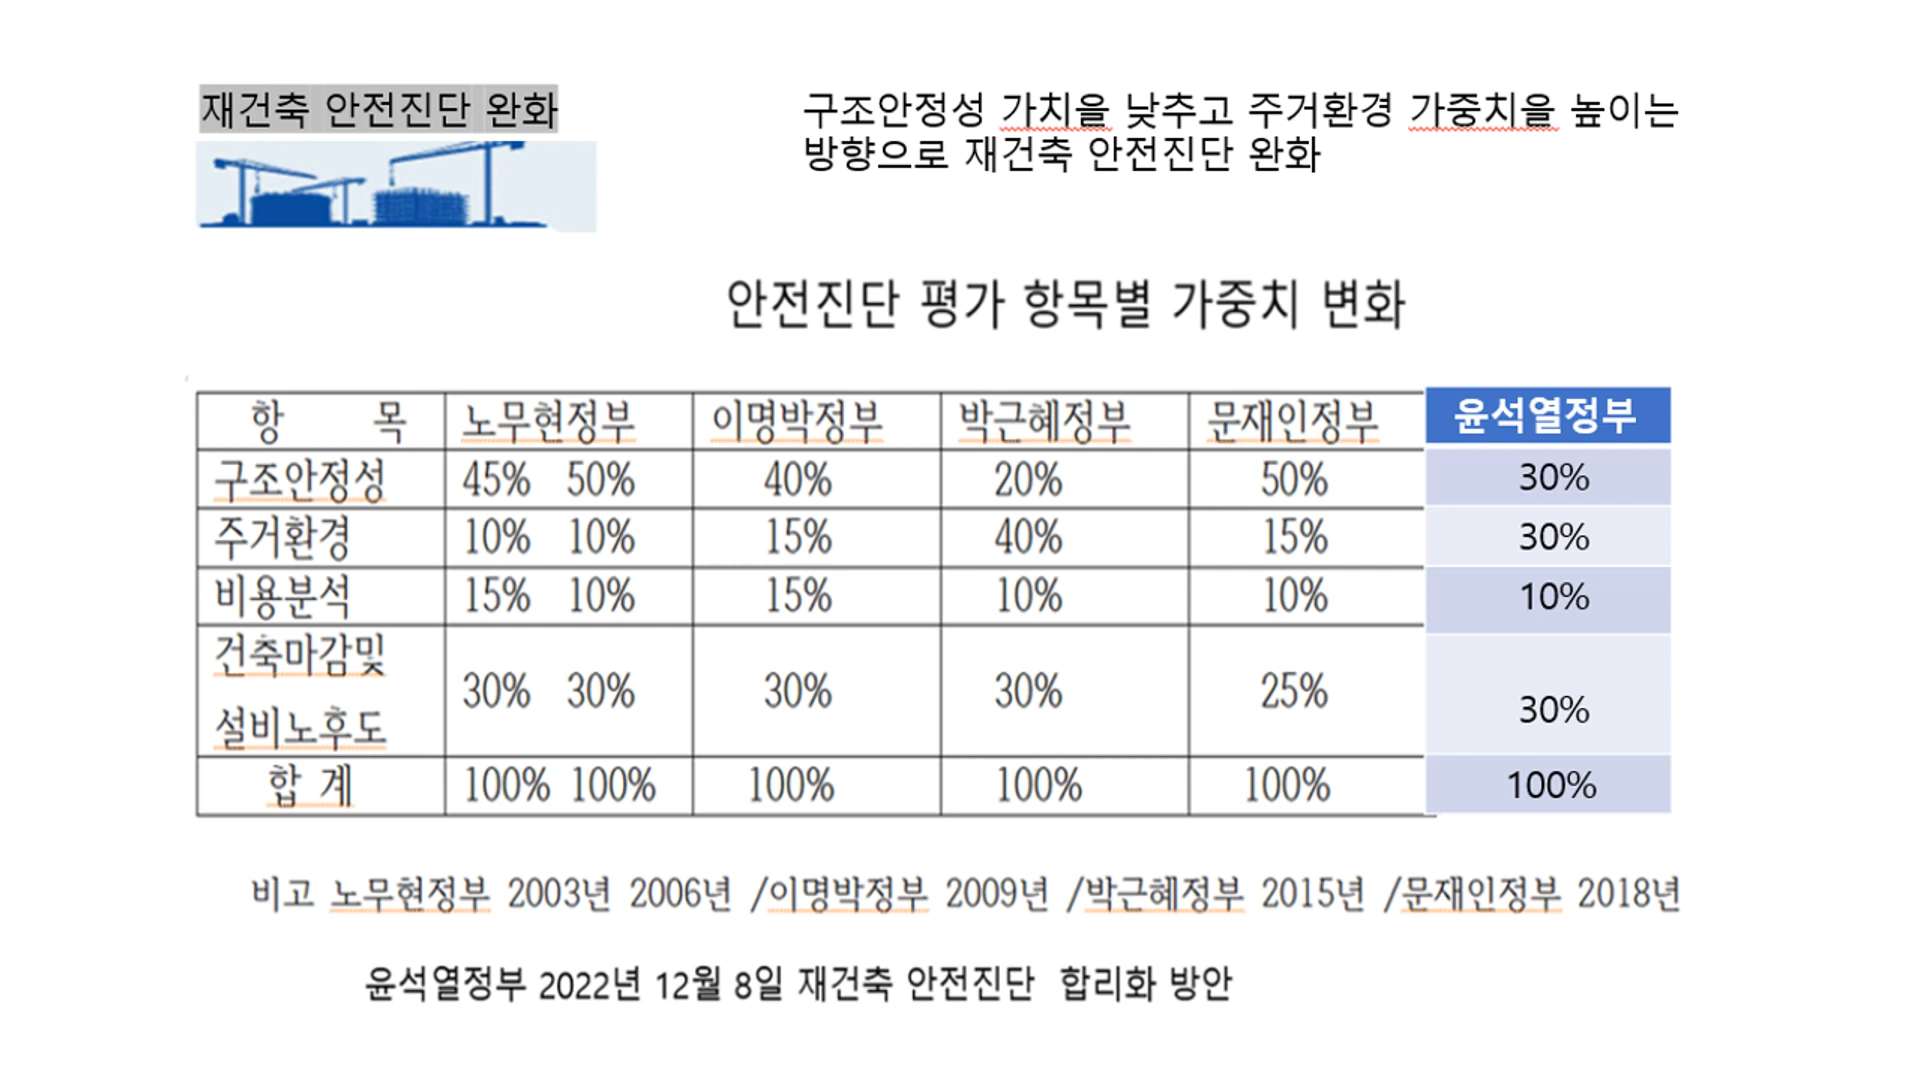 재건축 안전진단 완화
구조안정성 가치을 낮추고 주거환경 가중치을 높이는
방향으로 재건축 안전진단 완화
안전진단 평가 항목별 가중치 변화
항 목 노무현정부 이명박정부 박근혜정부 문재인정부 윤석열정부
구조안정성 45% 50% 40% 20% 50% 30%
주거환경 10% 10% 15% 40% 15% 30%
비용분석 15% 10% 15% 10% 10% 10%
건축마감및
설비노후도 30% 30% 30% 30% 25% 30%
합 계 100% 100% 100% 100% 100% 100%
비고 노무현정부 2003년 2006년 /이명박정부 2009년 /박근혜정부 2015년 /문재인정부 2018년
윤석열정부 2022년 12월 8일 재건축 안전진단 합리화 방안